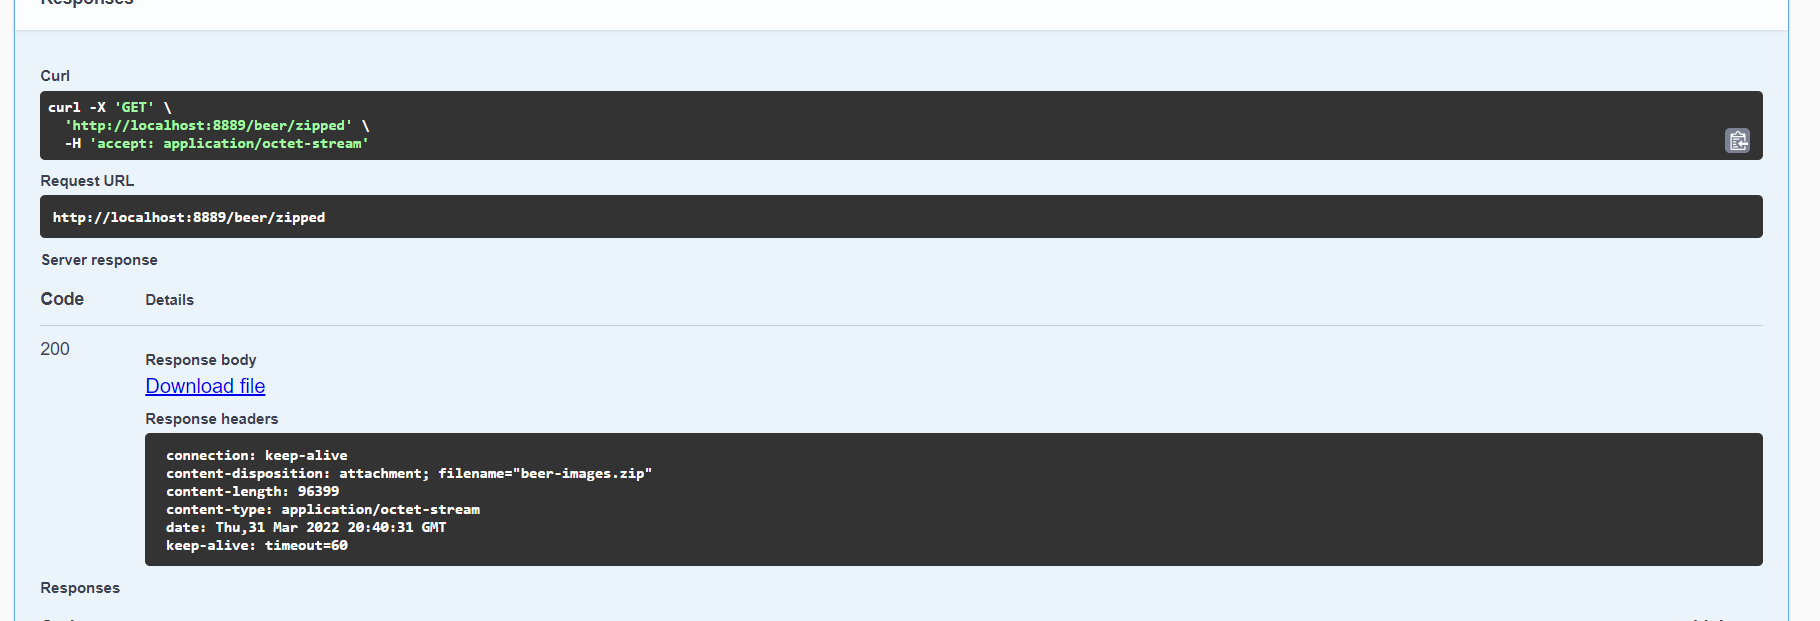 Responses
Curl
curl -X 'GET' \
'http://localhost:8889/beer/zipped' \
-H 'accept: application/octet-stream'
Request URL
http://localhost:8889/beer/zipped
Server response
Code Details
200
Response body
Download file
Response headers
connection: keep-alive
content-disposition: attachment; filename="beer-images.zip"
content-length: 96399
content-type: application/octet-stream
date: Thu,31 Mar 2022 20:40:31 GMT
keep-alive: timeout=60
Responses